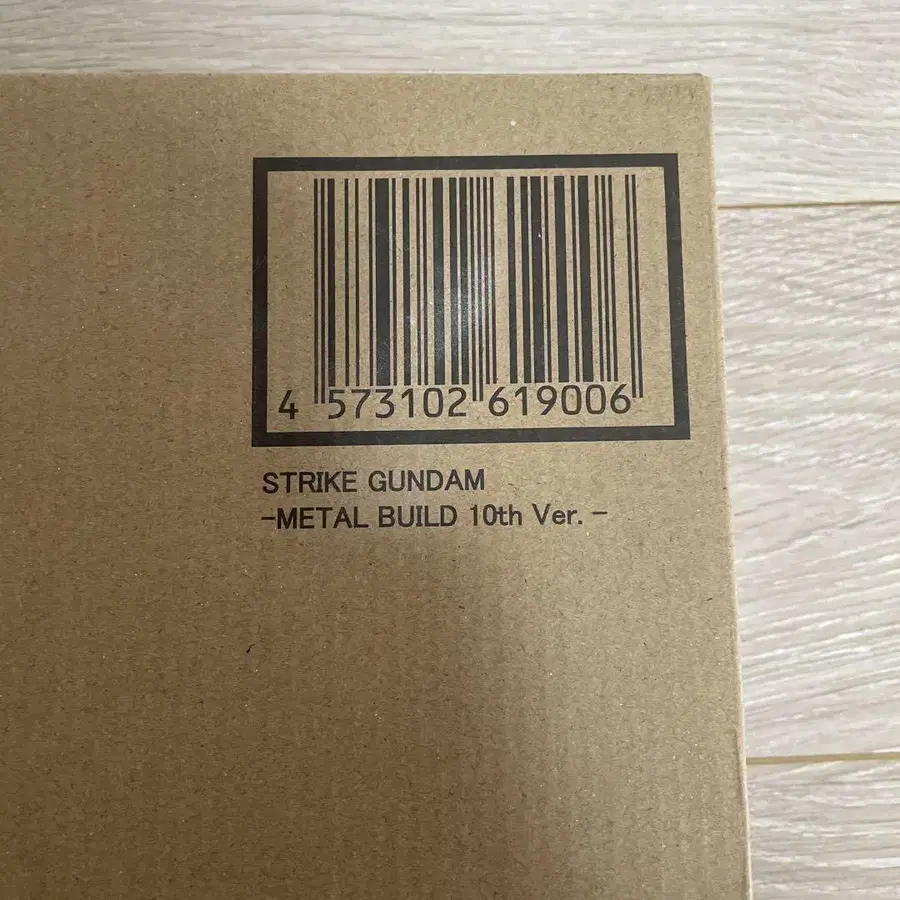 4 573102 619006
STRIKE GUNDAM
-METAL BUILD 10th Ver. -